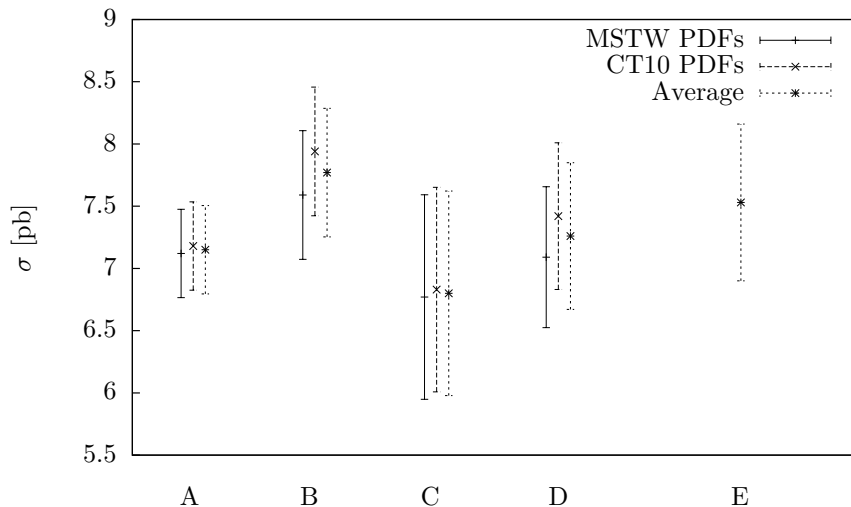 9
8.5
8
7.5
7
6.5
6
5.5
σ [pb]
MSTW PDFs
CT10 PDFs
Average
A B C D E